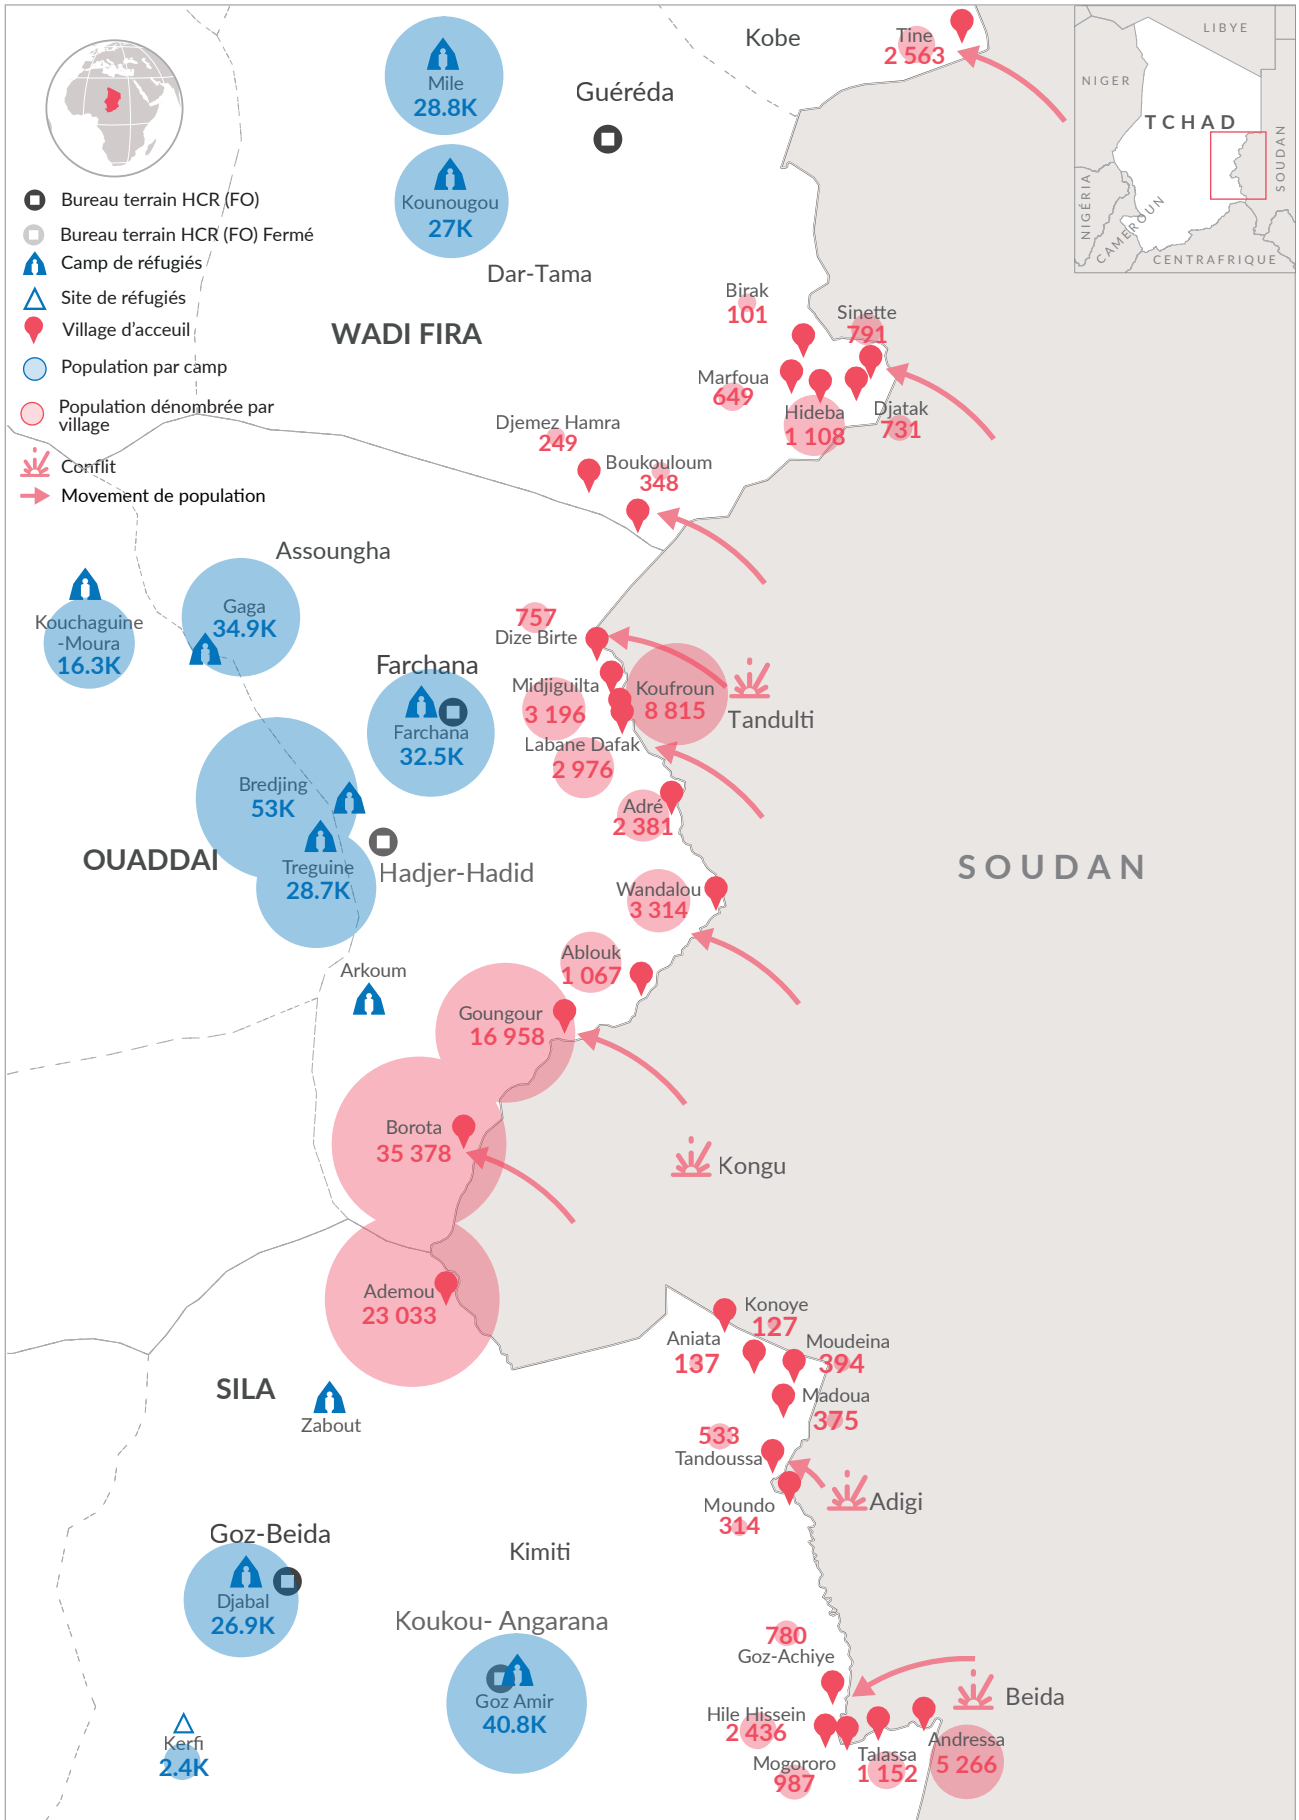 Kobe
Tine
2 563
LIBYE
NIGER
TCHAD
SOUDAN
NIGÉRIA
CAMEROUN
CENTRAFRIQUE
Mile
28.8K
Guéréda
Kounougou
27K
Dar-Tama
WADI FIRA
Bureau terrain HCR (FO)
Bureau terrain HCR (FO) Fermé
Camp de réfugiés
Site de réfugiés
Village d'acceuil
Population par camp
Population dénombrée par
village
Conflit
Movement de population
Birak
101
Sinette
791
Marfoua
649
Hideba
1 108
Djatak
731
Djemez Hamra
249
Boukouloum
348
Assoungha
Kouchaguine
-Moura
16.3K
Gaga
34.9K
757
Dize Birte
Farchana
Farchana
32.5K
Midjiguilta
3 196
Koufroun
8 815
Tandulti
Labane Dafak
2 976
Bredjing
53K
Adré
2 381
OUADDAI
Treguine
28.7K
Hadjer-Hadid
SOUDAN
Wandalou
3 314
Ablouk
1 067
Arkoum
Goungour
16 958
Borota
35 378
Kongu
Ademou
23 033
Konoye
127
Aniata
137
Moudeina
394
SILA
Zabout
Madoua
375
533
Tandoussa
Moundo
314
Adigi
Goz-Beida
Djabal
26.9K
Kimiti
Koukou- Angarana
Goz Amir
40.8K
780
Goz-Achiye
Beida
Hile Hissein
2 436
Kerfi
2.4K
Mogororo
987
Talassa
1 152
Andressa
5 266